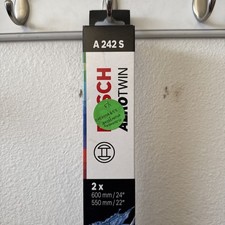 A 242 S
BOSCH
AEROTWIN
2 x
600 mm / 24"
550 mm / 22"